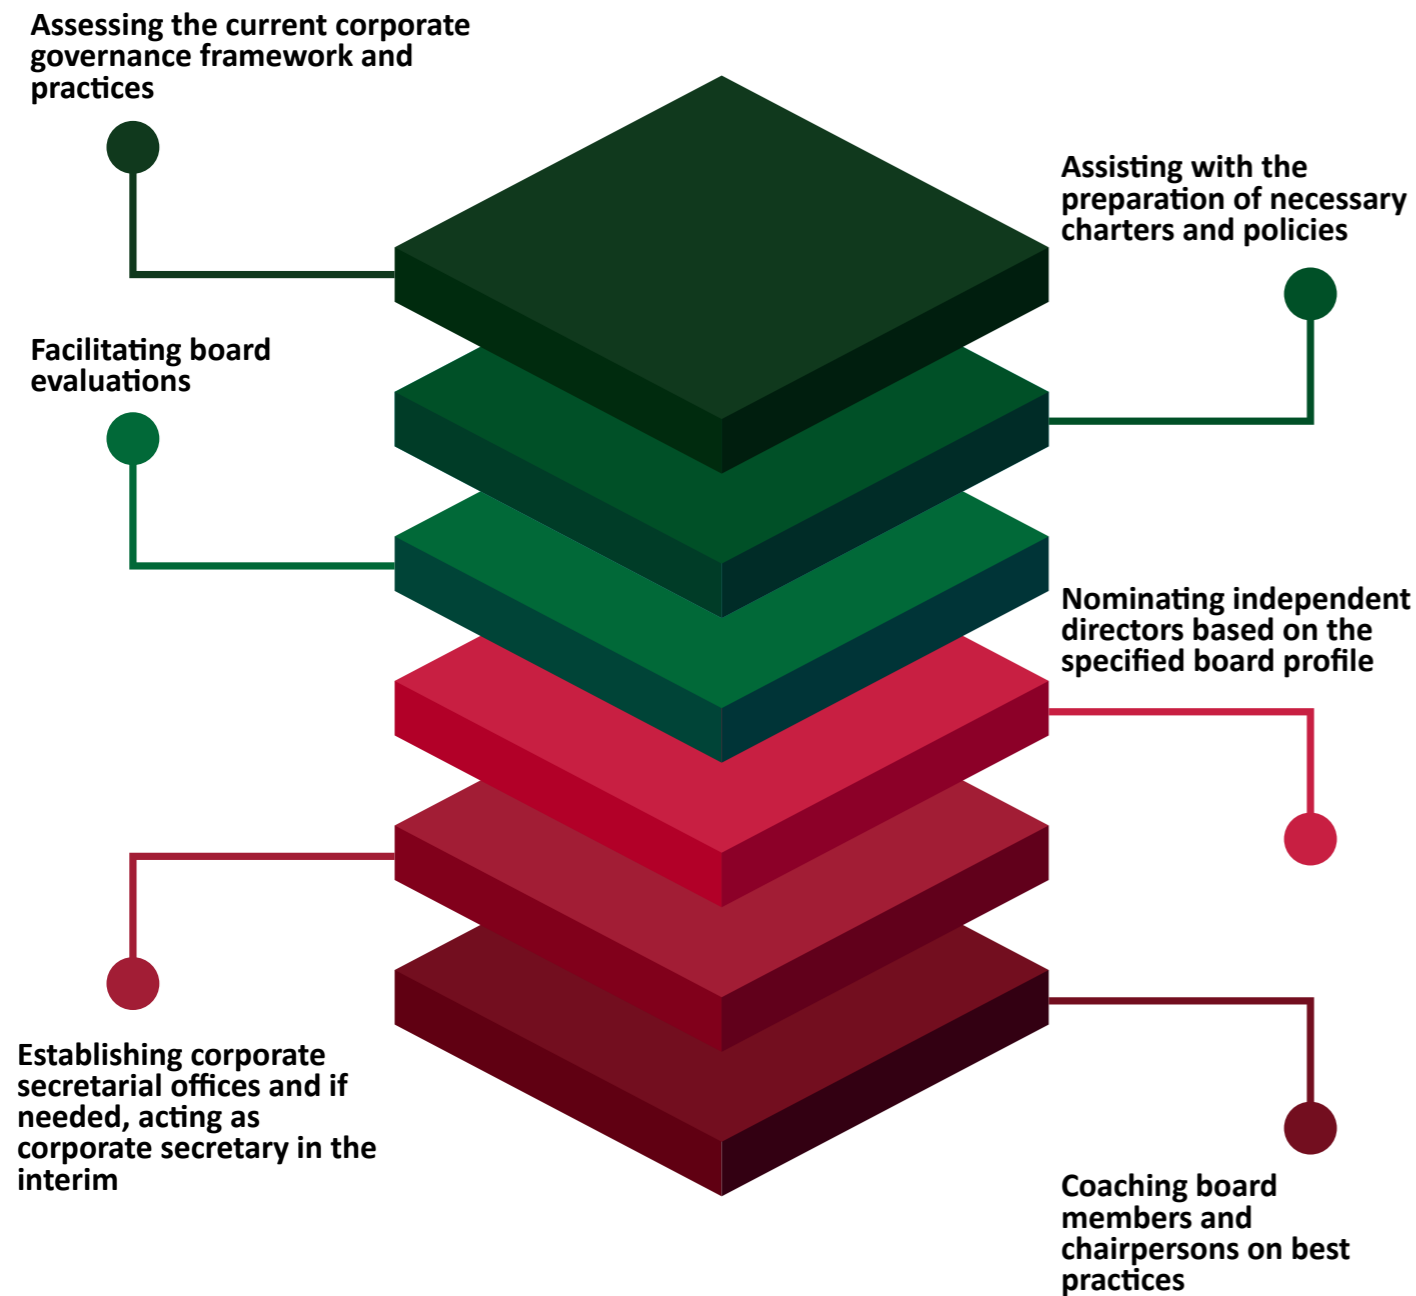 Assessing the current corporate
governance framework and
practices
Assisting with the
preparation of necessary
charters and policies
Facilitating board
evaluations
Nominating independent
directors based on the
specified board profile
Establishing corporate
secretarial offices and if
needed, acting as
corporate secretary in the
interim
Coaching board
members and
chairpersons on best
practices